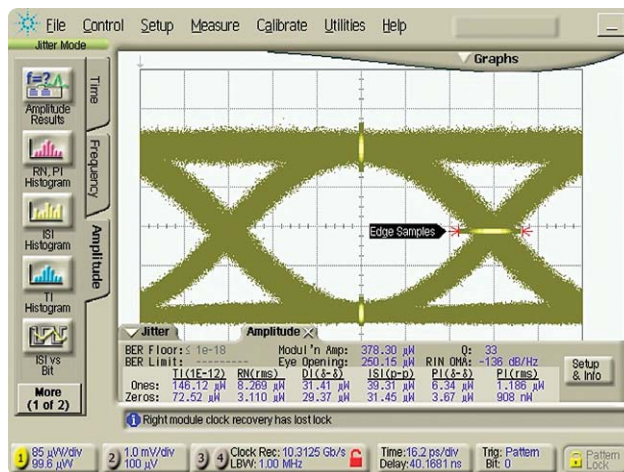 File Control Setup Measure Calibrate Utilities Help
Jitter Mode
Graphs
Amplitude
Results
RN, PI
Histogram
ISI
Histogram
TI
Histogram
ISI vs
Bit
More
(1 of 2)
Time
Frequency
Amplitude
Edge Samples
Jitter Amplitude
BER Floor: ≤ 1e-18 Modul'n Amp: 378.30 µW Q: 33
BER Limit: --------- Eye Opening: 250.15 µW RIN OMA: -136 dB/Hz
TI(1E-12) RN(rms) DI(δ-δ) ISI(p-p) PI(δ-δ) PI(rms)
Ones: 146.12 µW 8.269 µW 31.41 µW 39.31 µW 6.34 µW 1.186 µW
Zeros: 72.52 µW 3.110 µW 29.37 µW 31.45 µW 3.67 µW 908 nW
Setup
& Info
Right module clock recovery has lost lock
1 85 µW/div
99.6 µW
2 1.0 mV/div
100 µV
3 4 Clock Rec: 10.3125 Gb/s
LBW: 1.00 MHz
Time:16.2 ps/div
Delay:40.1681 ns
Trig: Pattern
Bit: 0
Pattern
Lock